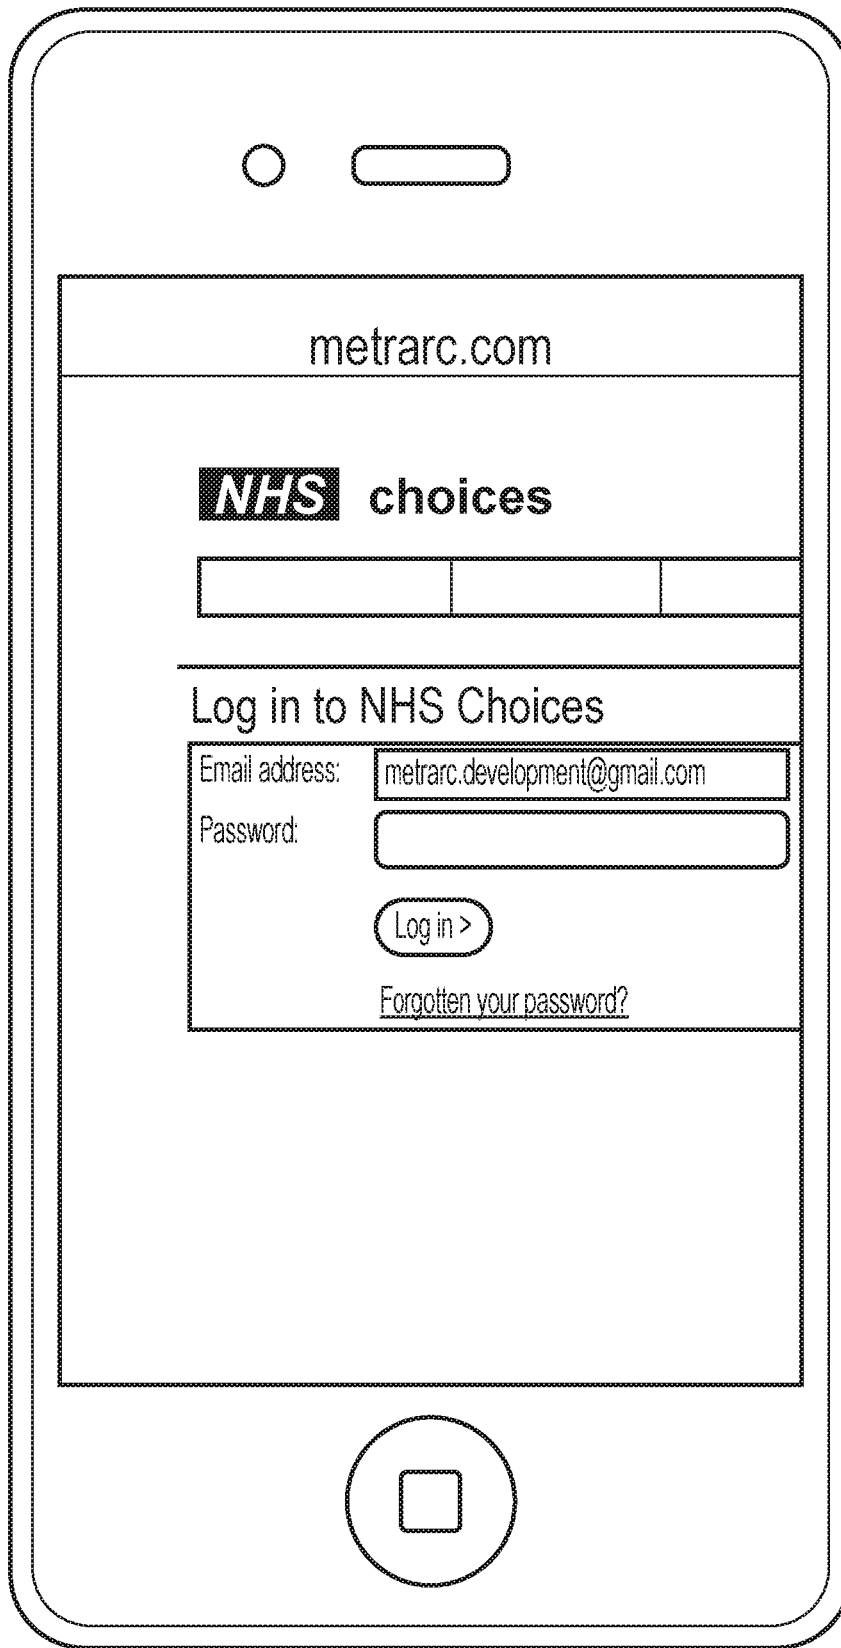 metrarc.com
NHS choices
Log in to NHS Choices
Email address: metrarc.development@gmail.com
Password:
Log in >
Forgotten your password?